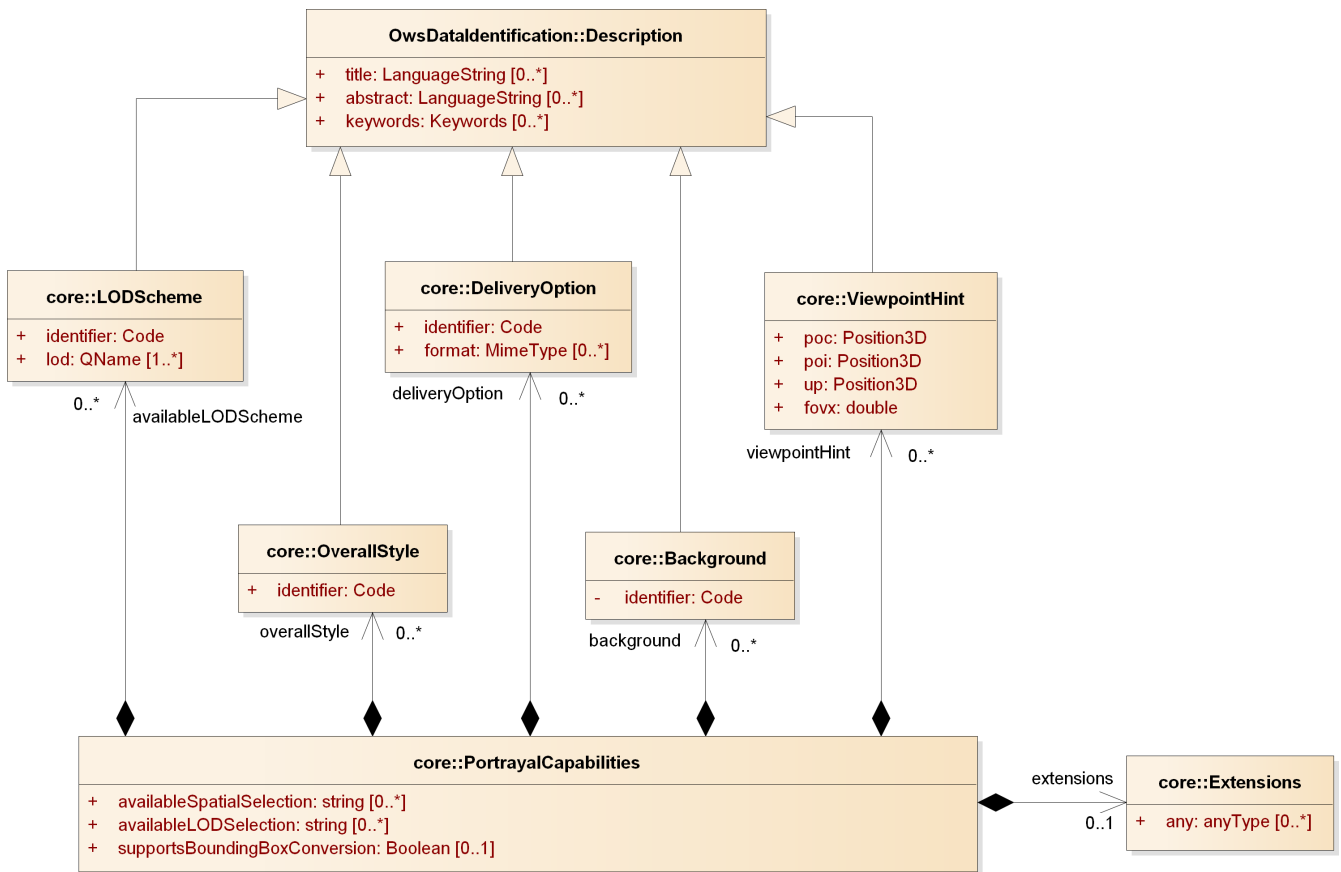 OwsDataIdentification::Description
+ title: LanguageString [0..*]
+ abstract: LanguageString [0..*]
+ keywords: Keywords [0..*]
core::LODScheme
+ identifier: Code
+ lod: QName [1..*]
core::DeliveryOption
+ identifier: Code
+ format: MimeType [0..*]
core::ViewpointHint
+ poc: Position3D
+ poi: Position3D
+ up: Position3D
+ fovx: double
0..*
availableLODScheme
deliveryOption
0..*
viewpointHint
0..*
core::OverallStyle
+ identifier: Code
core::Background
- identifier: Code
overallStyle
0..*
background
0..*
core::PortrayalCapabilities
+ availableSpatialSelection: string [0..*]
+ availableLODSelection: string [0..*]
+ supportsBoundingBoxConversion: Boolean [0..1]
extensions
0..1
core::Extensions
+ any: anyType [0..*]